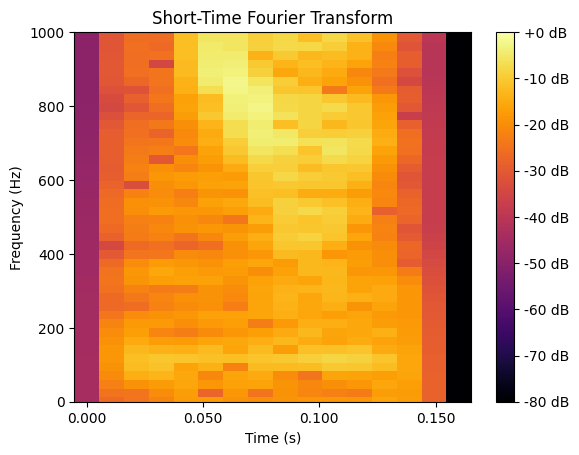 Short-Time Fourier Transform
1000
800
600
400
200
0
Frequency (Hz)
0.000
0.050
0.100
0.150
Time (s)
+0 dB
-10 dB
-20 dB
-30 dB
-40 dB
-50 dB
-60 dB
-70 dB
-80 dB